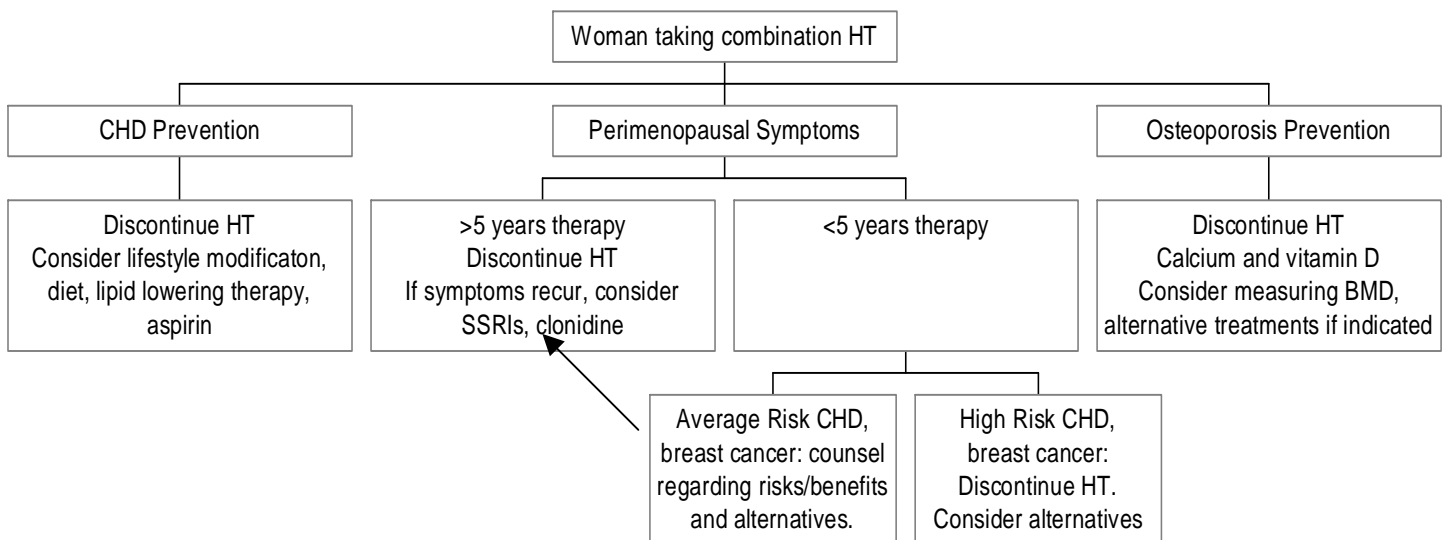 Woman taking combination HT
CHD Prevention
Perimenopausal Symptoms
Osteoporosis Prevention
Discontinue HT
Consider lifestyle modificaton,
diet, lipid lowering therapy,
aspirin
>5 years therapy
Discontinue HT
If symptoms recur, consider
SSRIs, clonidine
<5 years therapy
Discontinue HT
Calcium and vitamin D
Consider measuring BMD,
alternative treatments if indicated
Average Risk CHD,
breast cancer: counsel
regarding risks/benefits
and alternatives.
High Risk CHD,
breast cancer:
Discontinue HT.
Consider alternatives